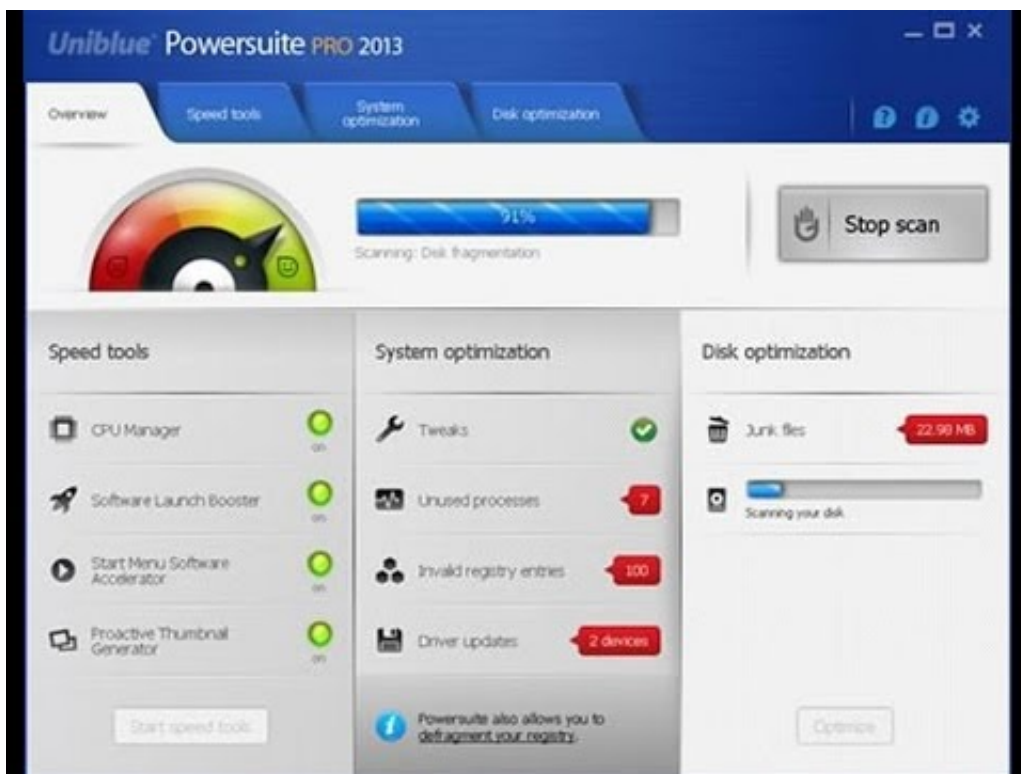 Uniblue Powersuite PRO 2013
Overview
Speed tools
System
optimization
Disk optimization
91%
Scanning: Disk fragmentation
Stop scan
Speed tools
CPU Manager
on
Software Launch Booster
on
Start Menu Software
Accelerator
on
Proactive Thumbnail
Generator
on
Start speed tools
System optimization
Tweaks
Unused processes
7
Invalid registry entries
100
Driver updates
2 devices
Powersuite also allows you to
defragment your registry.
Disk optimization
Junk files
22.98 MB
Scanning your disk
Optimize